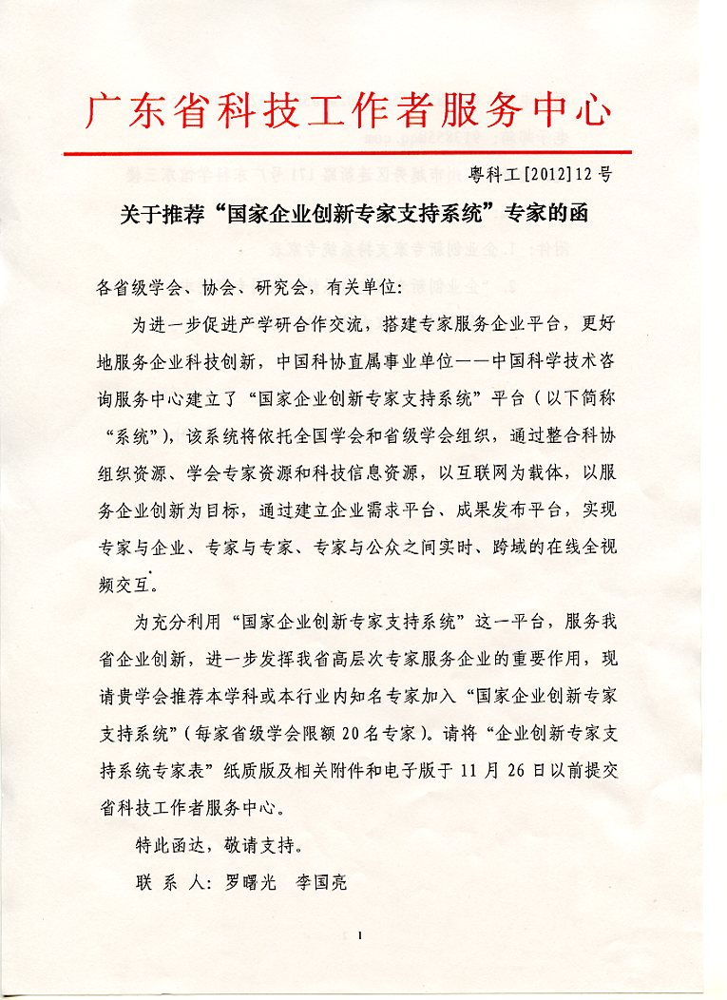 广东省科技工作者服务中心
粤科工[2012]12号
关于推荐“国家企业创新专家支持系统”专家的函
各省级学会、协会、研究会，有关单位：
为进一步促进产学研合作交流，搭建专家服务企业平台，更好
地服务企业科技创新，中国科协直属事业单位——中国科学技术咨
询服务中心建立了“国家企业创新专家支持系统”平台（以下简称
“系统”），该系统将依托全国学会和省级学会组织，通过整合科协
组织资源、学会专家资源和科技信息资源，以互联网为载体，以服
务企业创新为目标，通过建立企业需求平台、成果发布平台，实现
专家与企业、专家与专家、专家与公众之间实时、跨域的在线全视
频交互。
为充分利用“国家企业创新专家支持系统”这一平台，服务我
省企业创新，进一步发挥我省高层次专家服务企业的重要作用，现
请贵学会推荐本学科或本行业内知名专家加入“国家企业创新专家
支持系统”（每家省级学会限额20名专家）。请将“企业创新专家支
持系统专家表”纸质版及相关附件和电子版于11月26日以前提交
省科技工作者服务中心。
特此函达，敬请支持。
联 系 人：罗曙光 李国亮
1